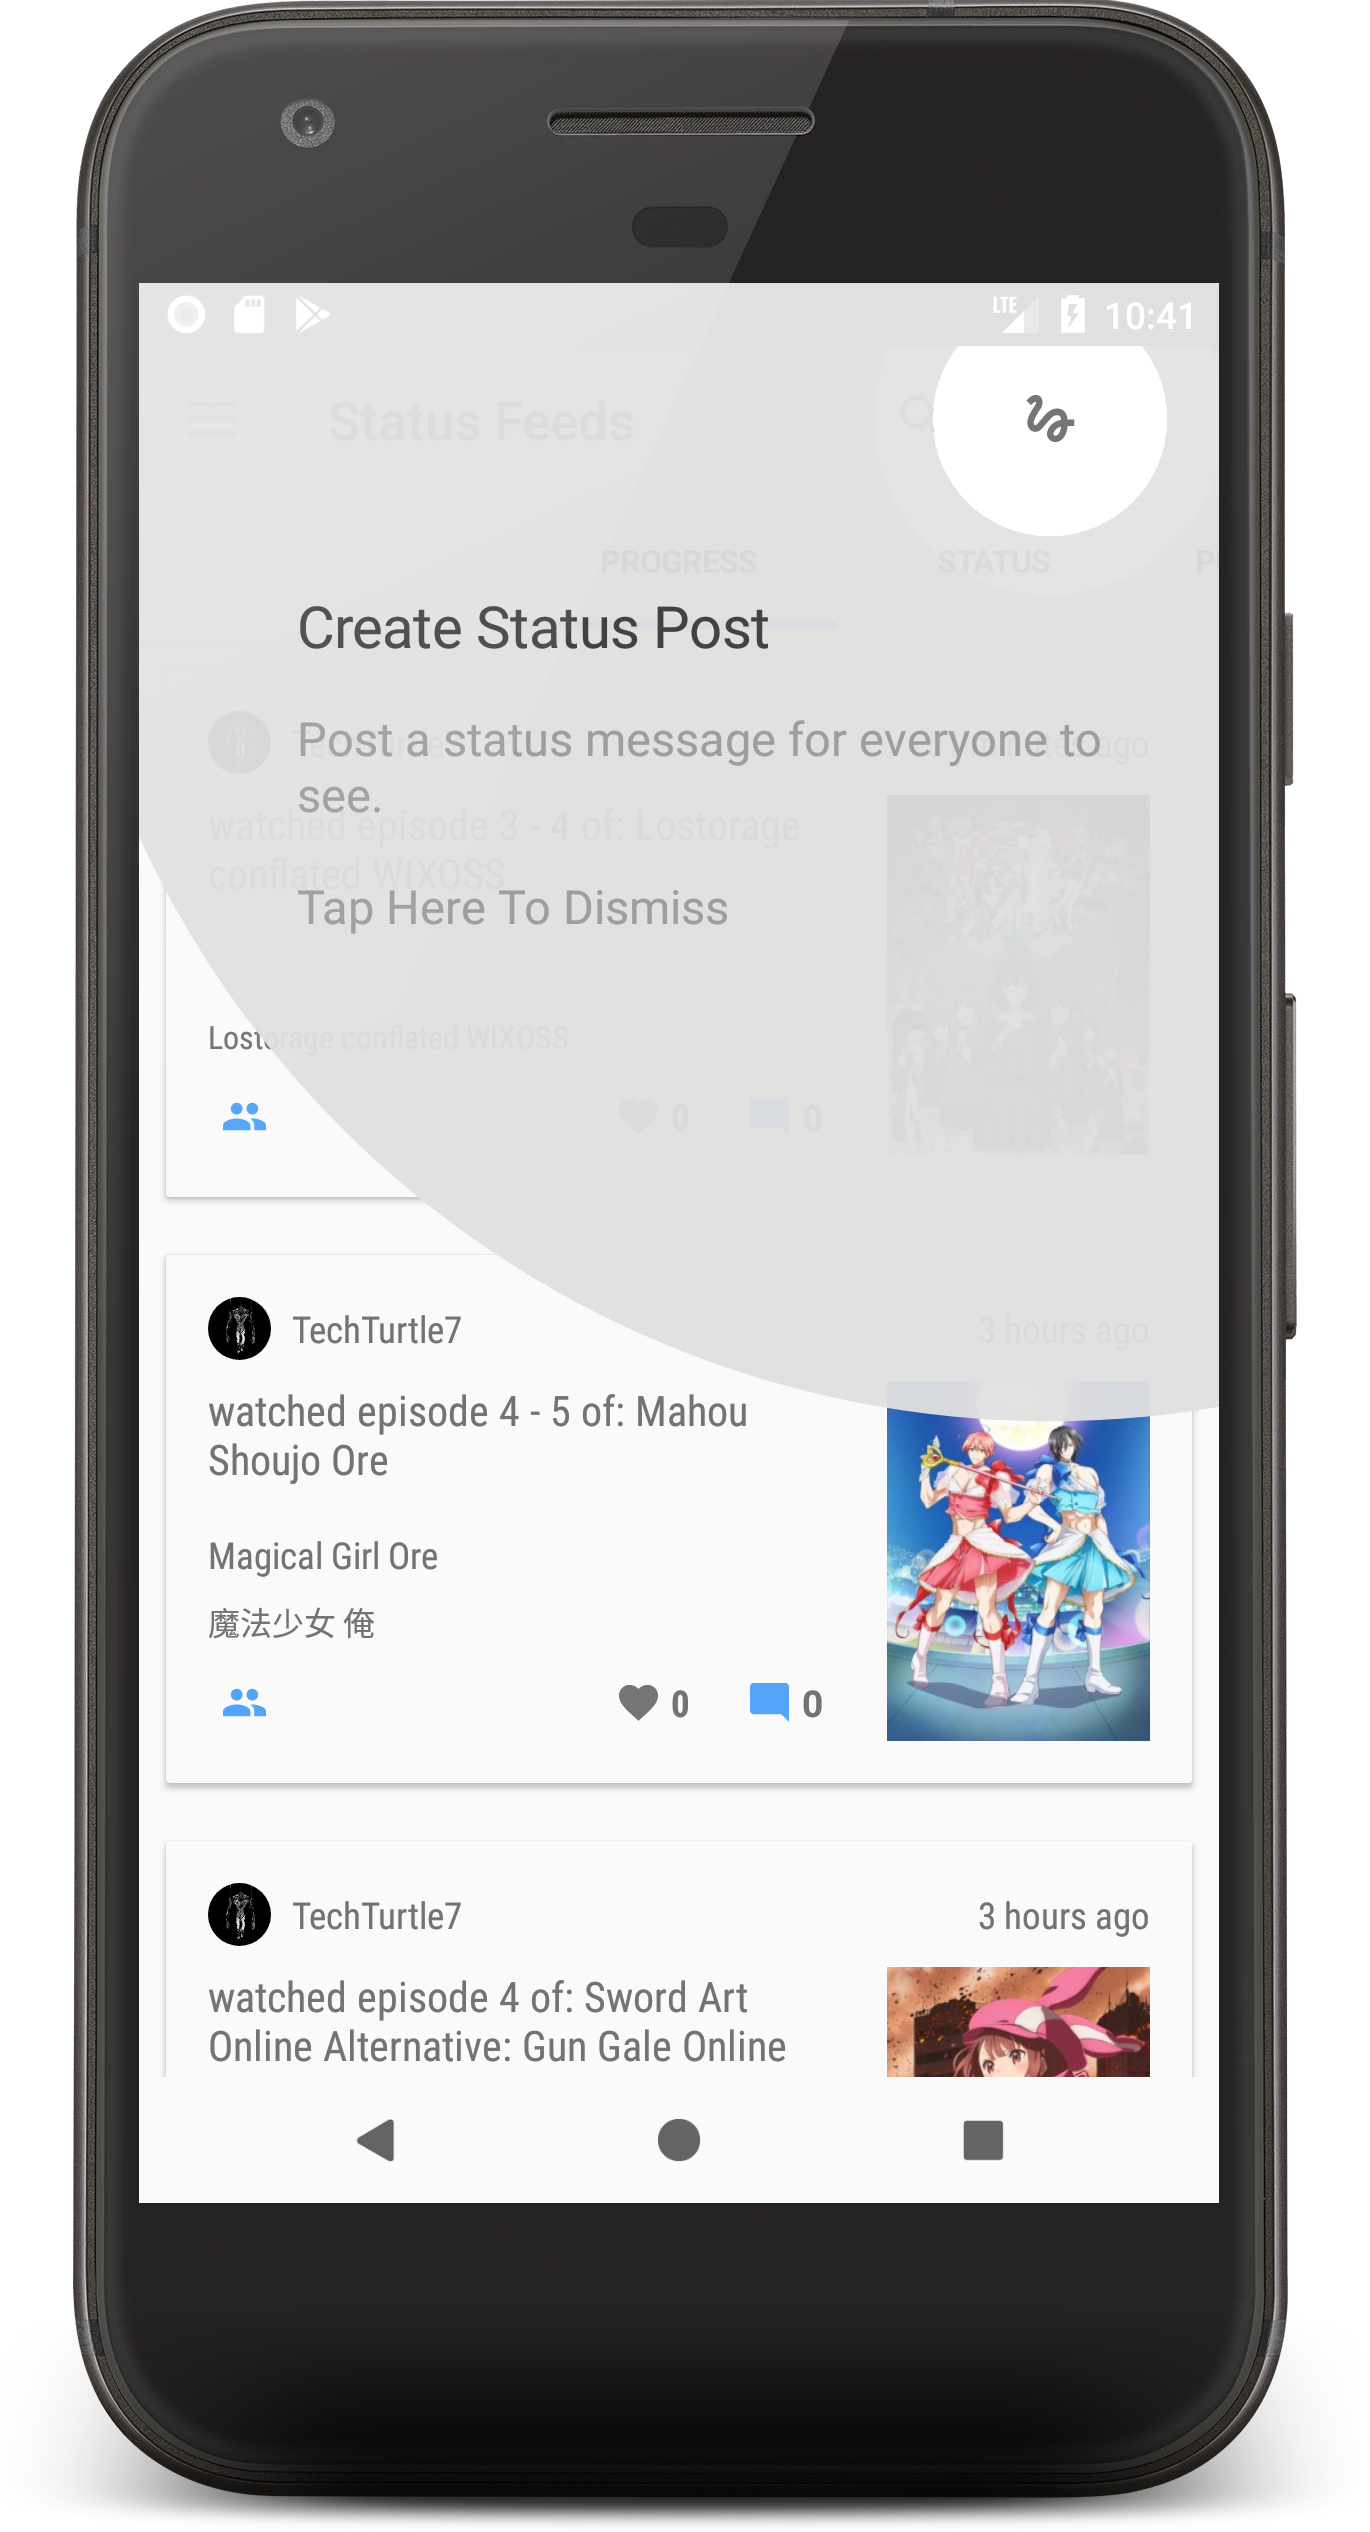 LTE 10:41
Status Feeds
PROGRESS STATUS
Create Status Post
Post a status message for everyone to
see.
ago
watched episode 3 - 4 of: Lostorage
conflated WIXOSS
Tap Here To Dismiss
Lostorage conflated WIXOSS
0 0
TechTurtle7 3 hours ago
watched episode 4 - 5 of: Mahou
Shoujo Ore
Magical Girl Ore
魔法少女 俺
0 0
TechTurtle7 3 hours ago
watched episode 4 of: Sword Art
Online Alternative: Gun Gale Online